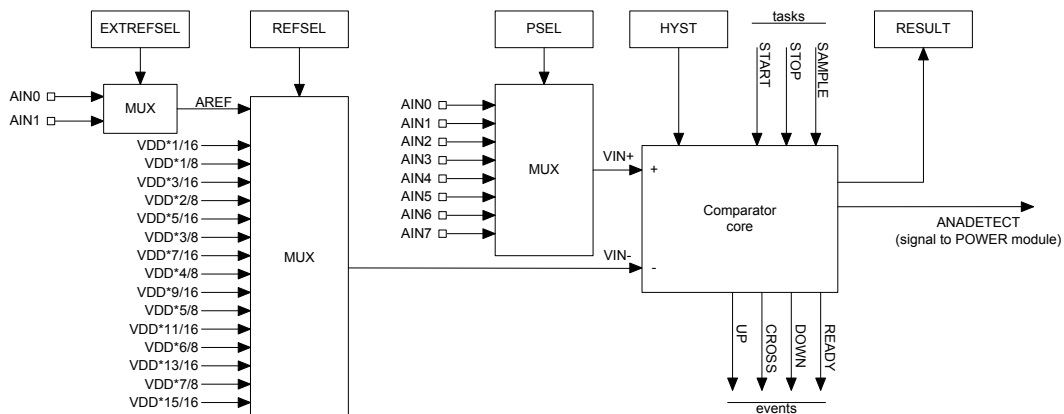 EXTREFSEL
REFSEL
PSEL
HYST
tasks
RESULT
START
STOP
SAMPLE
AIN0
AIN1
MUX
AREF
VDD*1/16
VDD*1/8
VDD*3/16
VDD*2/8
VDD*5/16
VDD*3/8
VDD*7/16
VDD*4/8
VDD*9/16
VDD*5/8
VDD*11/16
VDD*6/8
VDD*13/16
VDD*7/8
VDD*15/16
MUX
AIN0
AIN1
AIN2
AIN3
AIN4
AIN5
AIN6
AIN7
MUX
VIN+
VIN-
+
-
Comparator
core
ANADETECT
(signal to POWER module)
UP
CROSS
DOWN
READY
events